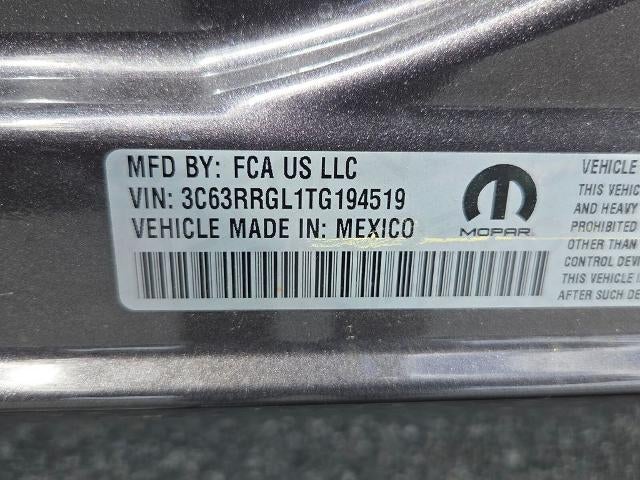 MFD BY: FCA US LLC
VIN: 3C63RRGL1TG194519
VEHICLE MADE IN: MEXICO
MOPAR
VEHICLE
THIS VEHIC
AND HEAVY
PROHIBITED
OTHER THAN
CONTROL DEVI
THIS VEHICLE I
AFTER SUCH DE